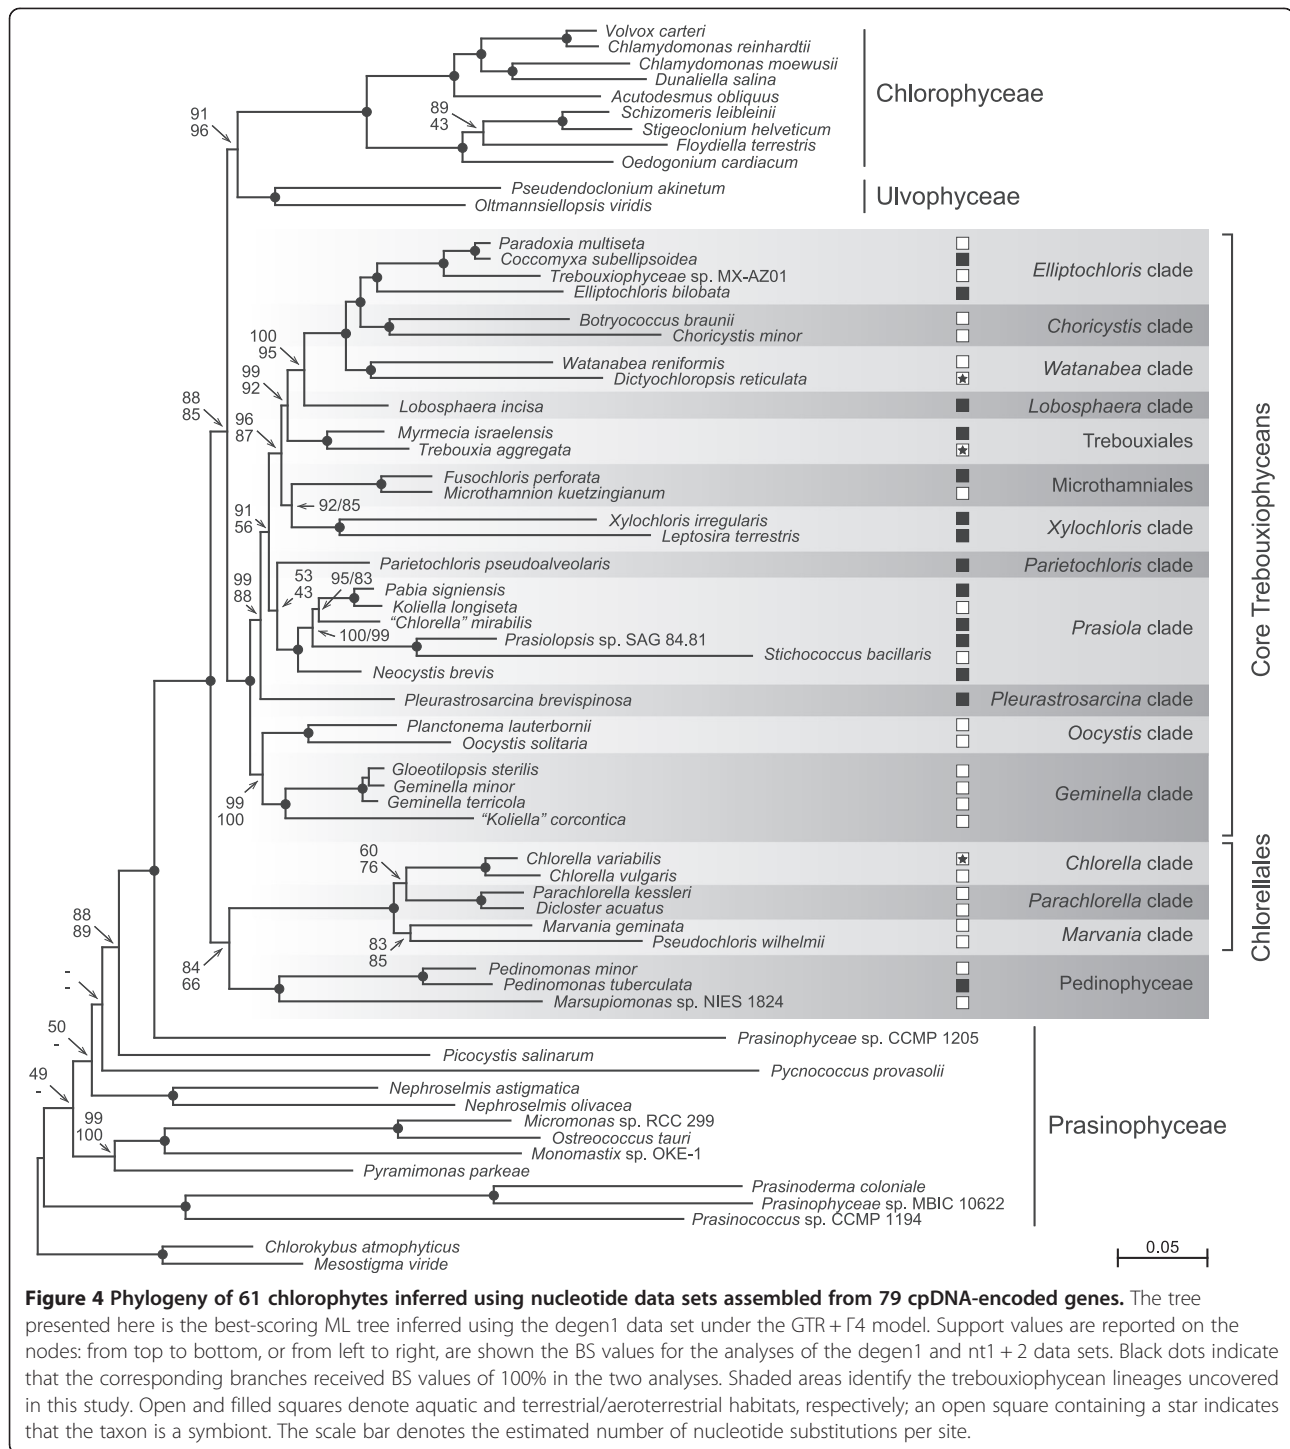 Volvox carteri
Chlamydomonas reinhardtii
Chlamydomonas moewusii
Dunaliella salina
Acutodesmus obliquus
Schizomeris leibleinii
Stigeoclonium helveticum
Floydiella terrestris
Oedogonium cardiacum
Chlorophyceae
89
43
91
96
Pseudendoclonium akinetum
Oltmannsiellopsis viridis
Ulvophyceae
Paradoxia multiseta
Coccomyxa subellipsoidea
Trebouxiophyceae sp. MX-AZ01
Elliptochloris bilobata
Elliptochloris clade
Botryococcus braunii
Choricystis minor
Choricystis clade
100
95
Watanabea reniformis
Dictyochloropsis reticulata
Watanabea clade
99
92
Lobosphaera incisa
Lobosphaera clade
88
85
96
87
Myrmecia israelensis
Trebouxia aggregata
Trebouxiales
Fusochloris perforata
Microthamnion kuetzingianum
Microthamniales
92/85
91
56
Xylochloris irregularis
Leptosira terrestris
Xylochloris clade
Parietochloris pseudoalveolaris
Parietochloris clade
99
88
53
43
95/83
100/99
Pabia signiensis
Koliella longiseta
"Chlorella" mirabilis
Prasiolopsis sp. SAG 84.81
Stichococcus bacillaris
Neocystis brevis
Prasiola clade
Pleurastrosarcina brevispinosa
Pleurastrosarcina clade
Planctonema lauterbornii
Oocystis solitaria
Oocystis clade
99
100
Gloeotilopsis sterilis
Geminella minor
Geminella terricola
"Koliella" corcontica
Geminella clade
Core Trebouxiophyceans
60
76
Chlorella variabilis
Chlorella vulgaris
Chlorella clade
Parachlorella kessleri
Dicloster acuatus
Parachlorella clade
Marvania geminata
Pseudochloris wilhelmii
Marvania clade
Chlorellales
83
85
84
66
Pedinomonas minor
Pedinomonas tuberculata
Marsupiomonas sp. NIES 1824
Pedinophyceae
88
89
-
-
50
-
49
-
Prasinophyceae sp. CCMP 1205
Picocystis salinarum
Pycnococcus provasolii
Nephroselmis astigmatica
Nephroselmis olivacea
99
100
Micromonas sp. RCC 299
Ostreococcus tauri
Monomastix sp. OKE-1
Pyramimonas parkeae
Prasinoderma coloniale
Prasinophyceae sp. MBIC 10622
Prasinococcus sp. CCMP 1194
Prasinophyceae
Chlorokybus atmophyticus
Mesostigma viride
0.05
Figure 4 Phylogeny of 61 chlorophytes inferred using nucleotide data sets assembled from 79 cpDNA-encoded genes. The tree
presented here is the best-scoring ML tree inferred using the degen1 data set under the GTR + Γ4 model. Support values are reported on the
nodes: from top to bottom, or from left to right, are shown the BS values for the analyses of the degen1 and nt1 + 2 data sets. Black dots indicate
that the corresponding branches received BS values of 100% in the two analyses. Shaded areas identify the trebouxiophycean lineages uncovered
in this study. Open and filled squares denote aquatic and terrestrial/aeroterrestrial habitats, respectively; an open square containing a star indicates
that the taxon is a symbiont. The scale bar denotes the estimated number of nucleotide substitutions per site.